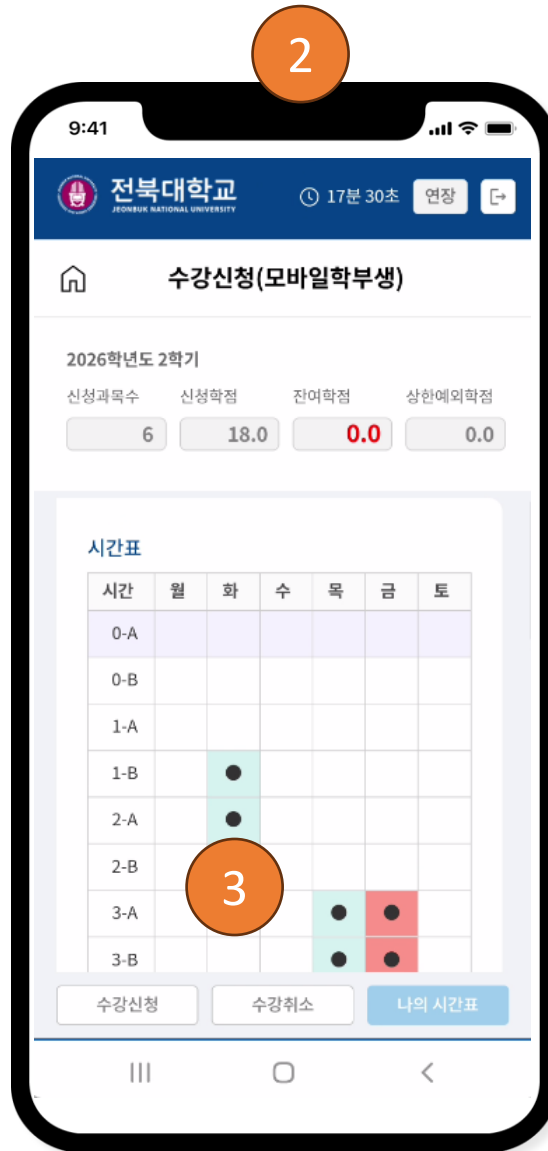 2
9:41
전북대학교
JEONBUK NATIONAL UNIVERSITY
17분 30초
연장
수강신청(모바일학부생)
2026학년도 2학기
신청과목수 신청학점 잔여학점 상한예외학점
6 18.0 0.0 0.0
시간표
시간 월 화 수 목 금 토
0-A
0-B
1-A
1-B
2-A
2-B
3
3-A
3-B
수강신청 수강취소 나의 시간표